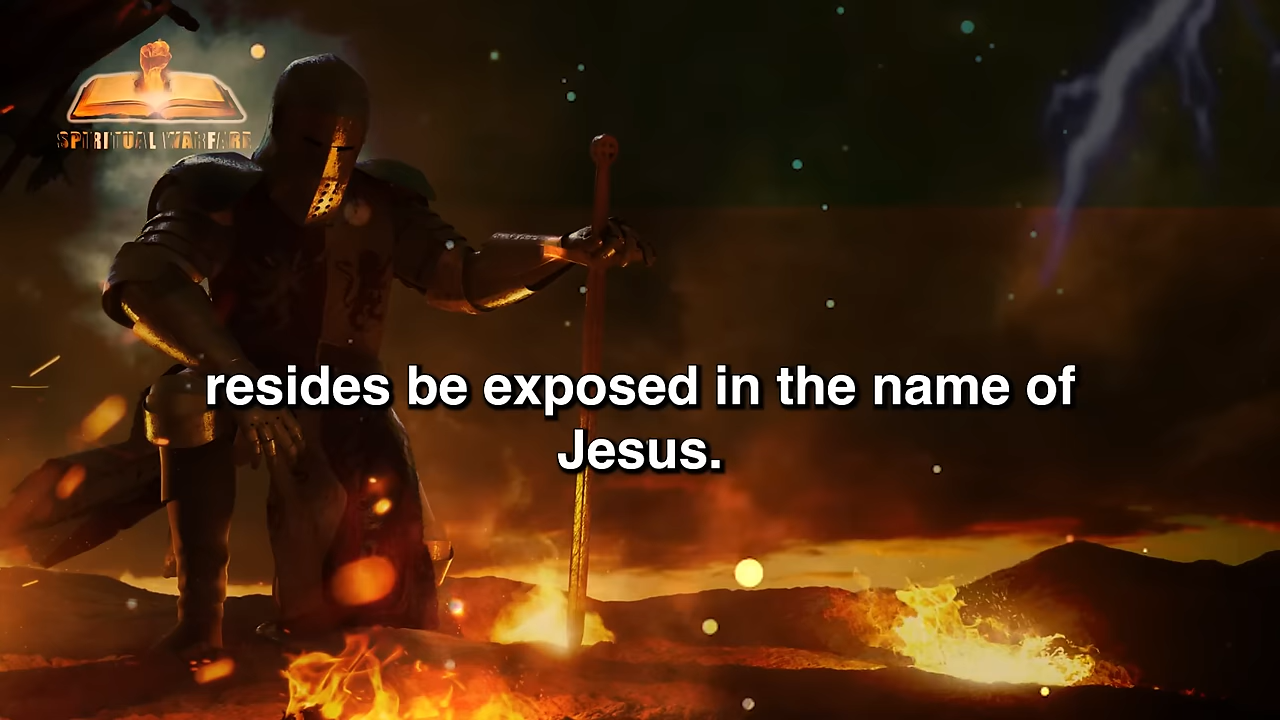 SPIRITUAL WARFARE
resides be exposed in the name of
Jesus.